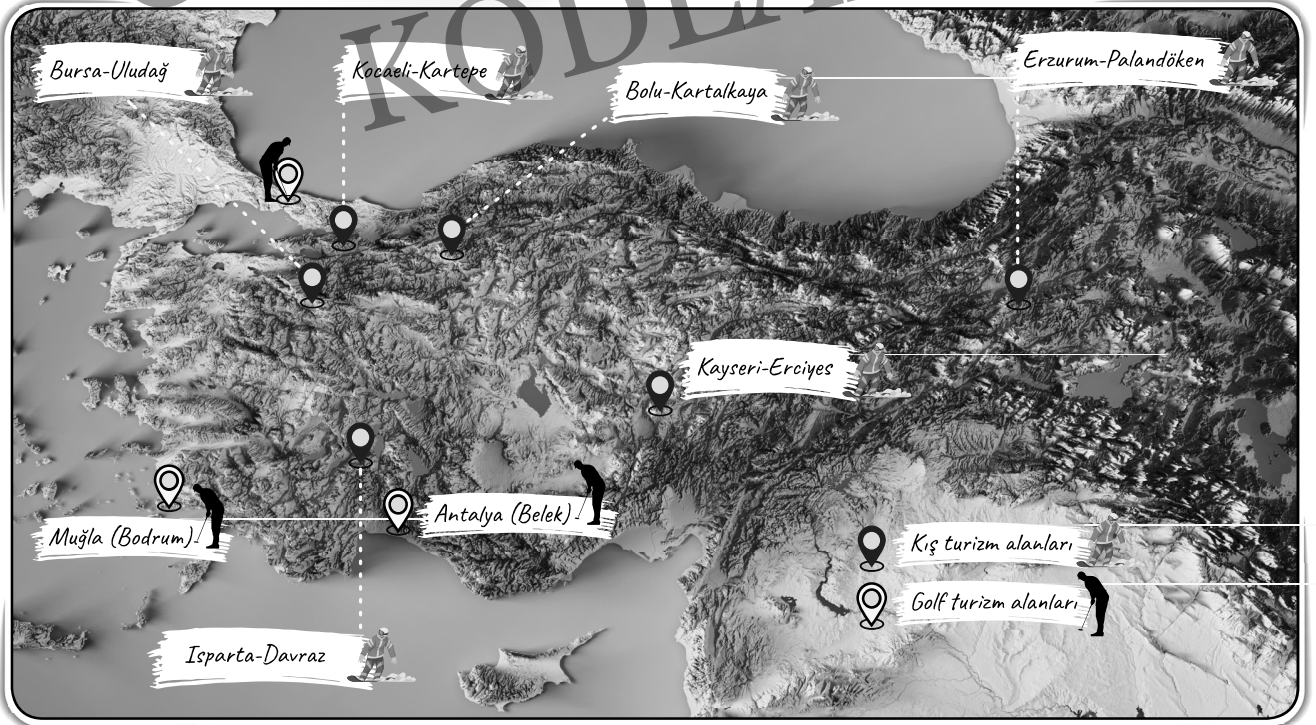 KODLA
Bursa-Uludağ
Kocaeli-Kartepe
Bolu-Kartalkaya
Erzurum-Palandöken
Kayseri-Erciyes
Antalya (Belek)
Muğla (Bodrum)
Kış turizm alanları
Golf turizm alanları
Isparta-Davraz